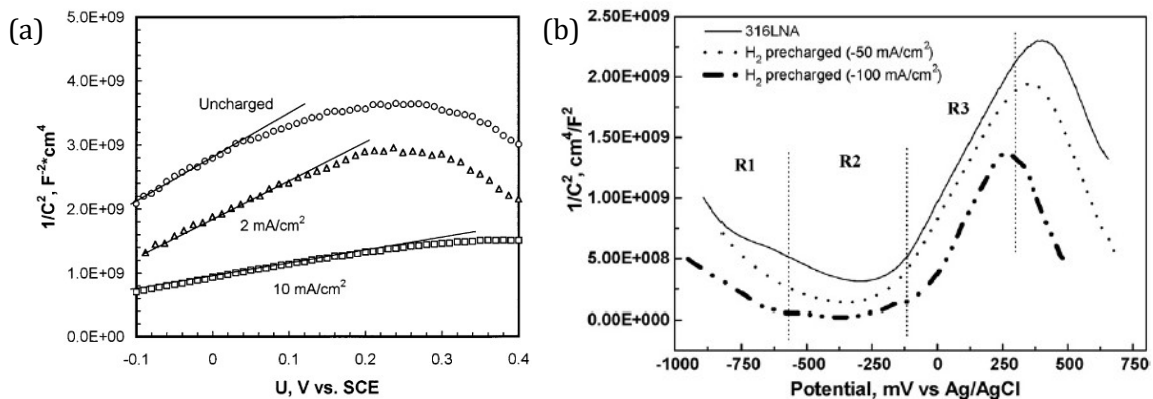 (a)
1/C², F⁻²*cm⁴
5.0E+09
4.0E+09
3.0E+09
2.0E+09
1.0E+09
0.0E+00
Uncharged
2 mA/cm²
10 mA/cm²
-0.1 0 0.1 0.2 0.3 0.4
U, V vs. SCE
(b)
1/C², cm⁴/F²
2.50E+009
2.00E+009
1.50E+009
1.00E+009
5.00E+008
0.00E+000
316LNA
H₂ precharged (-50 mA/cm²)
H₂ precharged (-100 mA/cm²)
R1 R2 R3
-1000 -750 -500 -250 0 250 500 750
Potential, mV vs Ag/AgCl